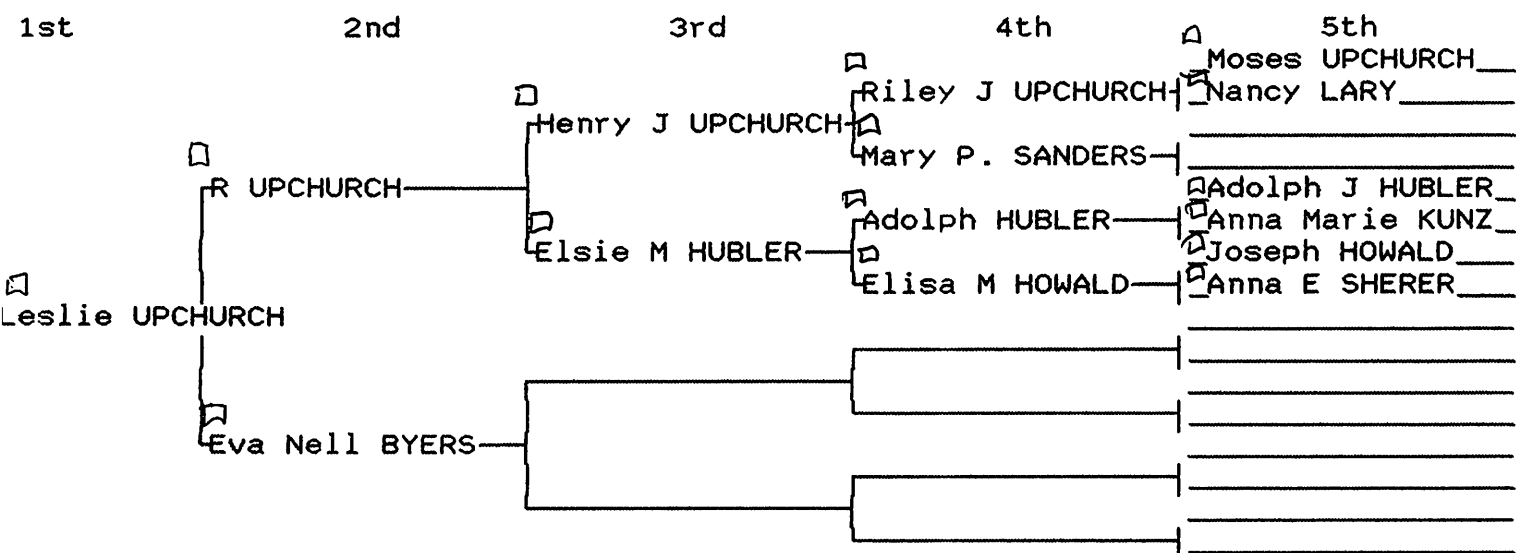 1st 2nd 3rd 4th 5th
Moses UPCHURCH
Riley J UPCHURCH
Nancy LARY
Henry J UPCHURCH
Mary P. SANDERS
R UPCHURCH
Adolph J HUBLER
Adolph HUBLER
Anna Marie KUNZ
Elsie M HUBLER
Joseph HOWALD
Elisa M HOWALD
Anna E SHERER
Leslie UPCHURCH
Eva Nell BYERS